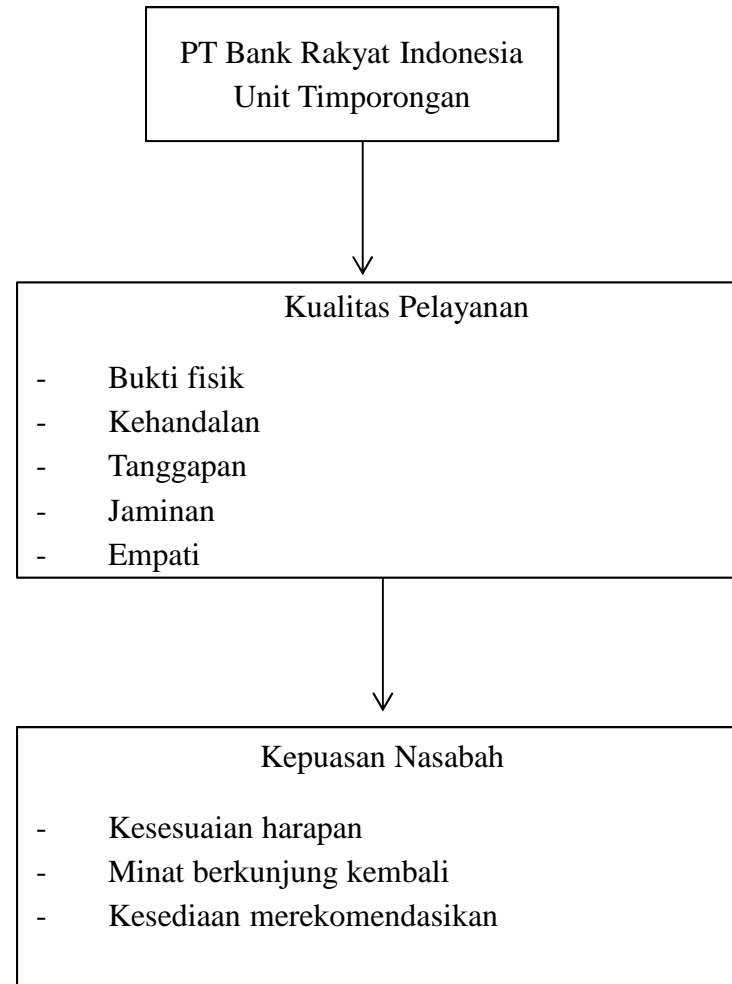 PT Bank Rakyat Indonesia
Unit Timporongan
Kualitas Pelayanan
- Bukti fisik
- Kehandalan
- Tanggapan
- Jaminan
- Empati
Kepuasan Nasabah
- Kesesuaian harapan
- Minat berkunjung kembali
- Kesediaan merekomendasikan